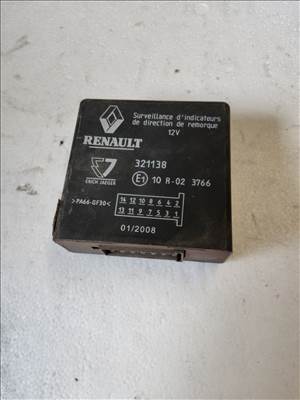 Surveillance d'indicateurs
de direction de remorque
12V
RENAULT
321138
ERICH JAEGER
E1 10 R-02 3766
>PA66-GF30<
14 12 10 8 6 4 2
13 11 9 7 5 3 1
01/2008